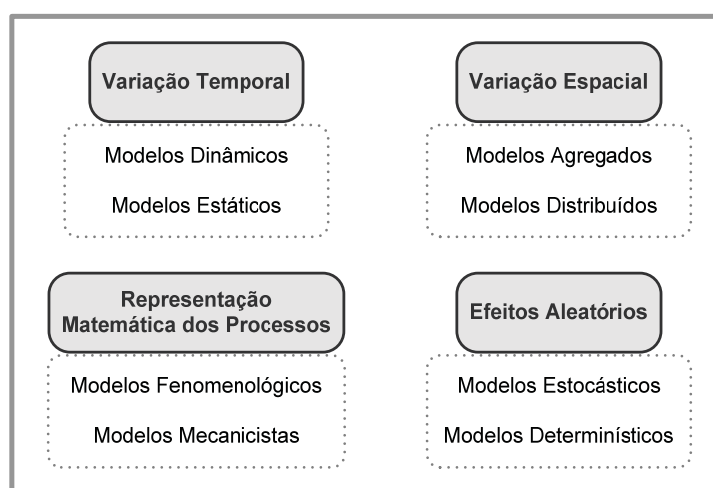 Variação Temporal
Modelos Dinâmicos
Modelos Estáticos
Variação Espacial
Modelos Agregados
Modelos Distribuídos
Representação
Matemática dos Processos
Modelos Fenomenológicos
Modelos Mecanicistas
Efeitos Aleatórios
Modelos Estocásticos
Modelos Determinísticos